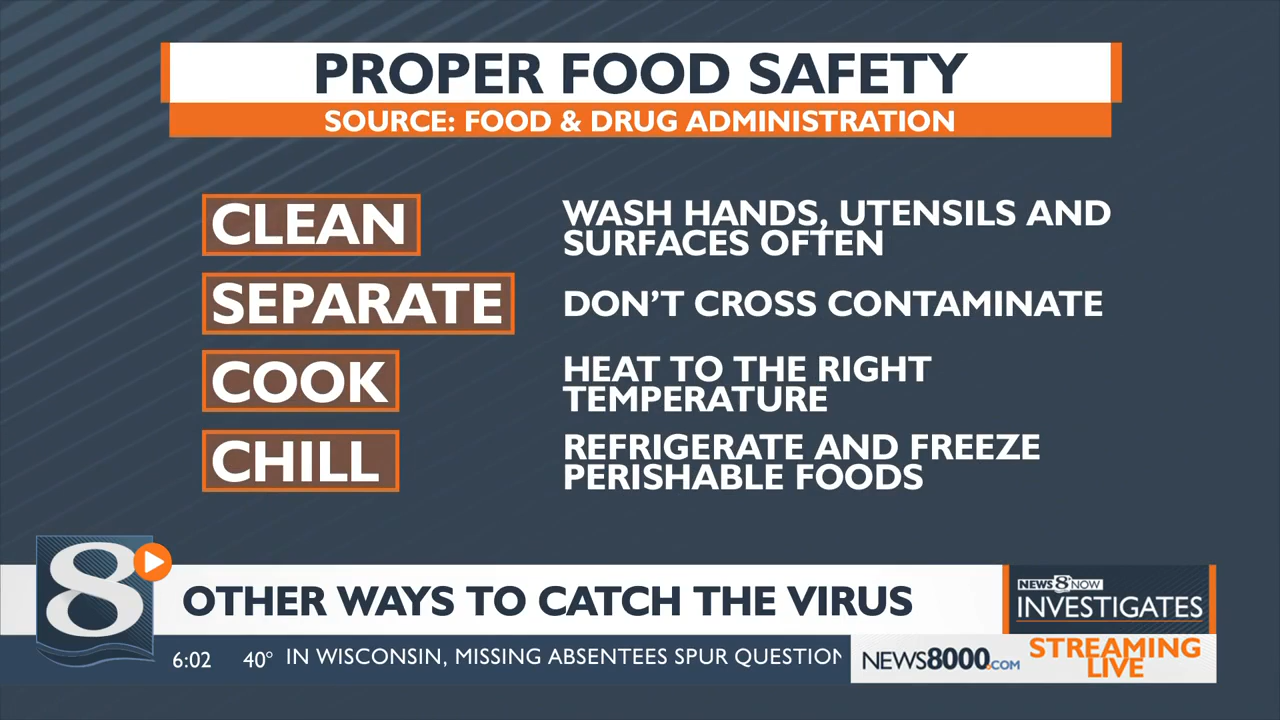 PROPER FOOD SAFETY
SOURCE: FOOD & DRUG ADMINISTRATION
CLEAN
WASH HANDS, UTENSILS AND
SURFACES OFTEN
SEPARATE
DON'T CROSS CONTAMINATE
COOK
HEAT TO THE RIGHT
TEMPERATURE
CHILL
REFRIGERATE AND FREEZE
PERISHABLE FOODS
8
OTHER WAYS TO CATCH THE VIRUS
NEWS 8 NOW
INVESTIGATES
6:02 40° IN WISCONSIN, MISSING ABSENTEES SPUR QUESTION
NEWS8000.COM
STREAMING
LIVE